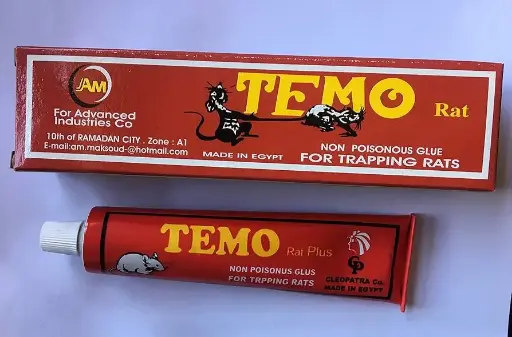 JAM
For Advanced
Industries Co
10th of RAMADAN CITY . Zone : A1
E-mail:am.maksoud-@hotmail.com
TEMO Rat
MADE IN EGYPT
NON POISONOUS GLUE
FOR TRAPPING RATS
TEMO Rat Plus
NON POISONUS GLUS
FOR TRPPING RATS
CP
CLEOPATRA Co.
MADE IN EGYPT